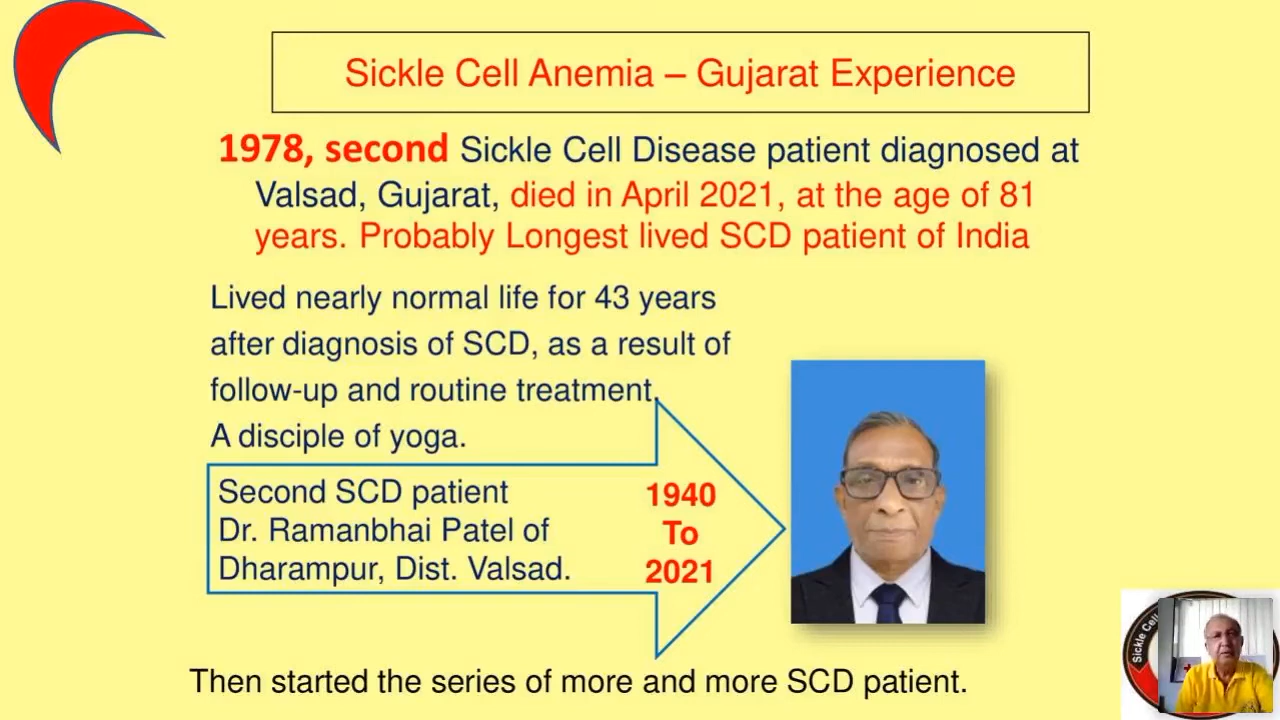 Sickle Cell Anemia – Gujarat Experience
1978, second Sickle Cell Disease patient diagnosed at
Valsad, Gujarat, died in April 2021, at the age of 81
years. Probably Longest lived SCD patient of India
Lived nearly normal life for 43 years
after diagnosis of SCD, as a result of
follow-up and routine treatment.
A disciple of yoga.
Second SCD patient
Dr. Ramanbhai Patel of
Dharampur, Dist. Valsad.
1940
To
2021
Then started the series of more and more SCD patient.
Sickle Cell